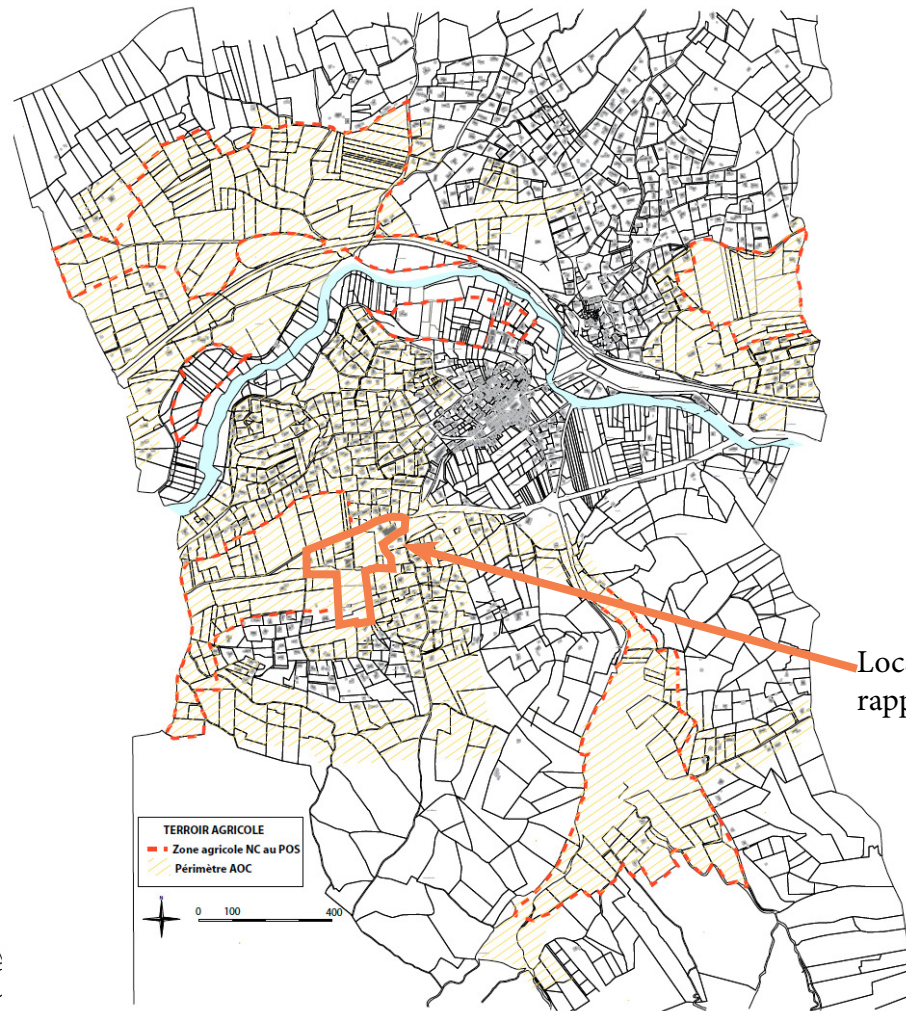 Loc
rapp
TERROIR AGRICOLE
Zone agricole NC au POS
Périmètre AOC
N
0 100 400